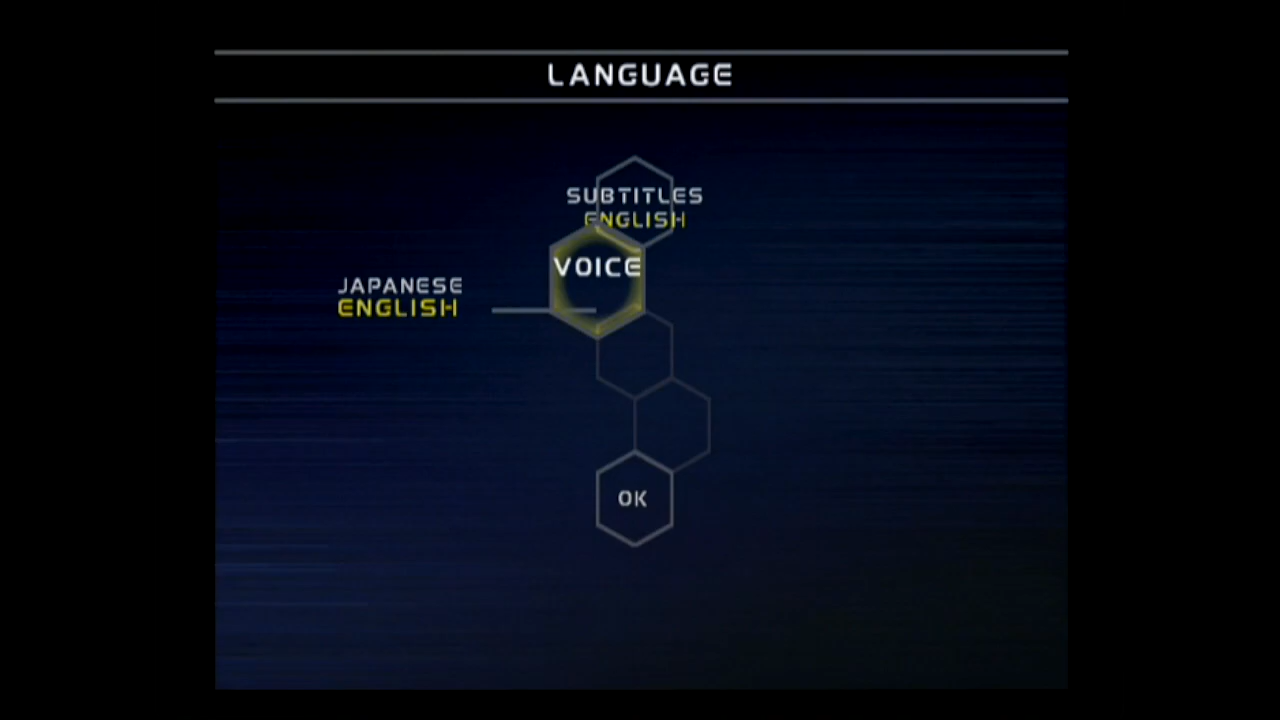 LANGUAGE
SUBTITLES
ENGLISH
VOICE
JAPANESE
ENGLISH
OK